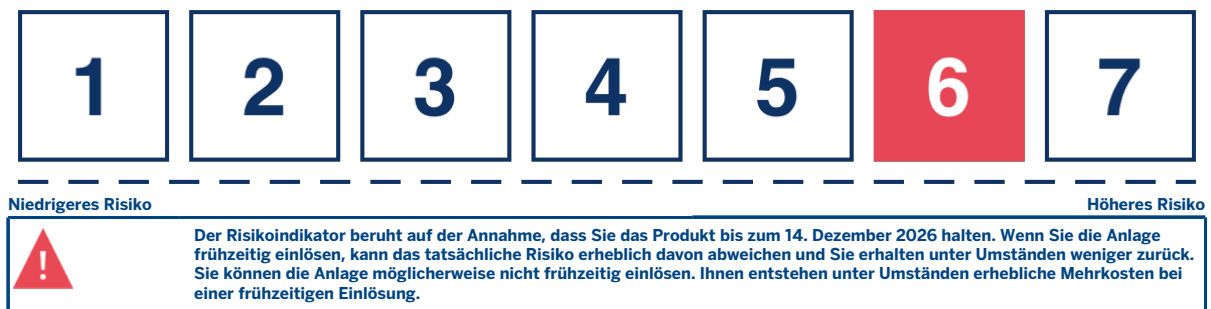 1 2 3 4 5 6 7
Niedrigeres Risiko Höheres Risiko
!
Der Risikoindikator beruht auf der Annahme, dass Sie das Produkt bis zum 14. Dezember 2026 halten. Wenn Sie die Anlage
frühzeitig einlösen, kann das tatsächliche Risiko erheblich davon abweichen und Sie erhalten unter Umständen weniger zurück.
Sie können die Anlage möglicherweise nicht frühzeitig einlösen. Ihnen entstehen unter Umständen erhebliche Mehrkosten bei
einer frühzeitigen Einlösung.